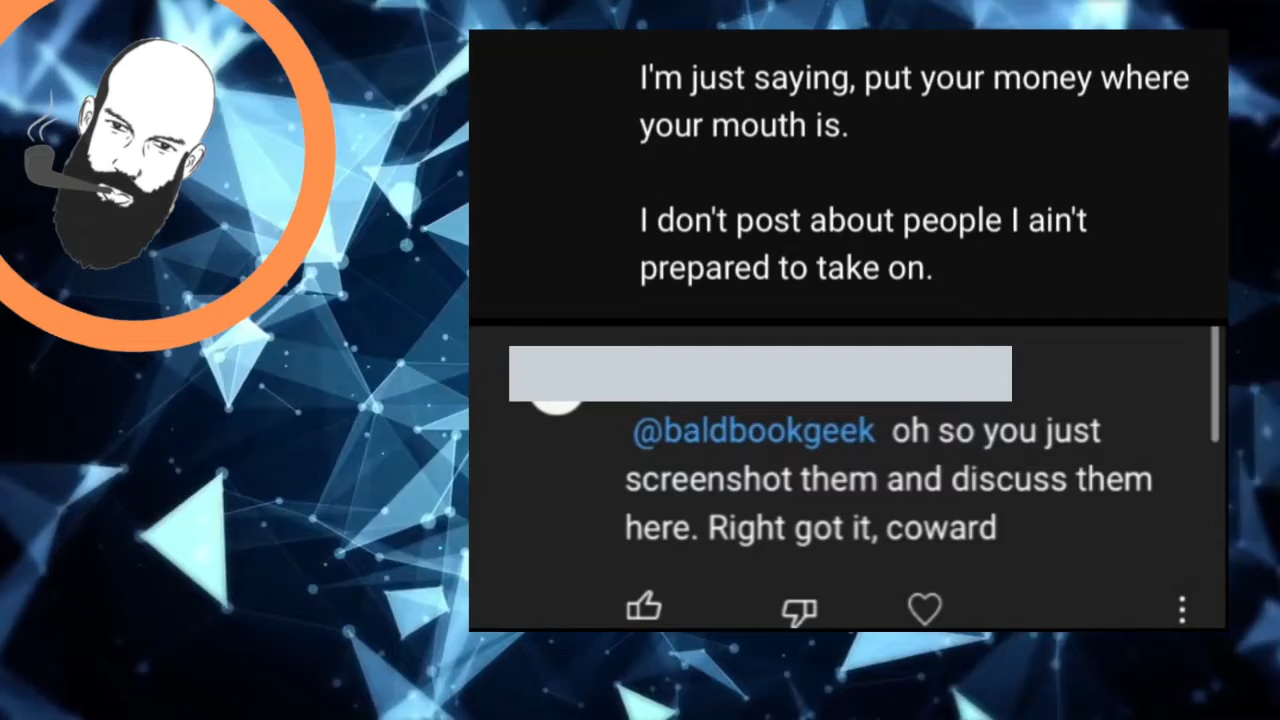 I'm just saying, put your money where
your mouth is.
I don't post about people I ain't
prepared to take on.
@baldbookgeek oh so you just
screenshot them and discuss them
here. Right got it, coward